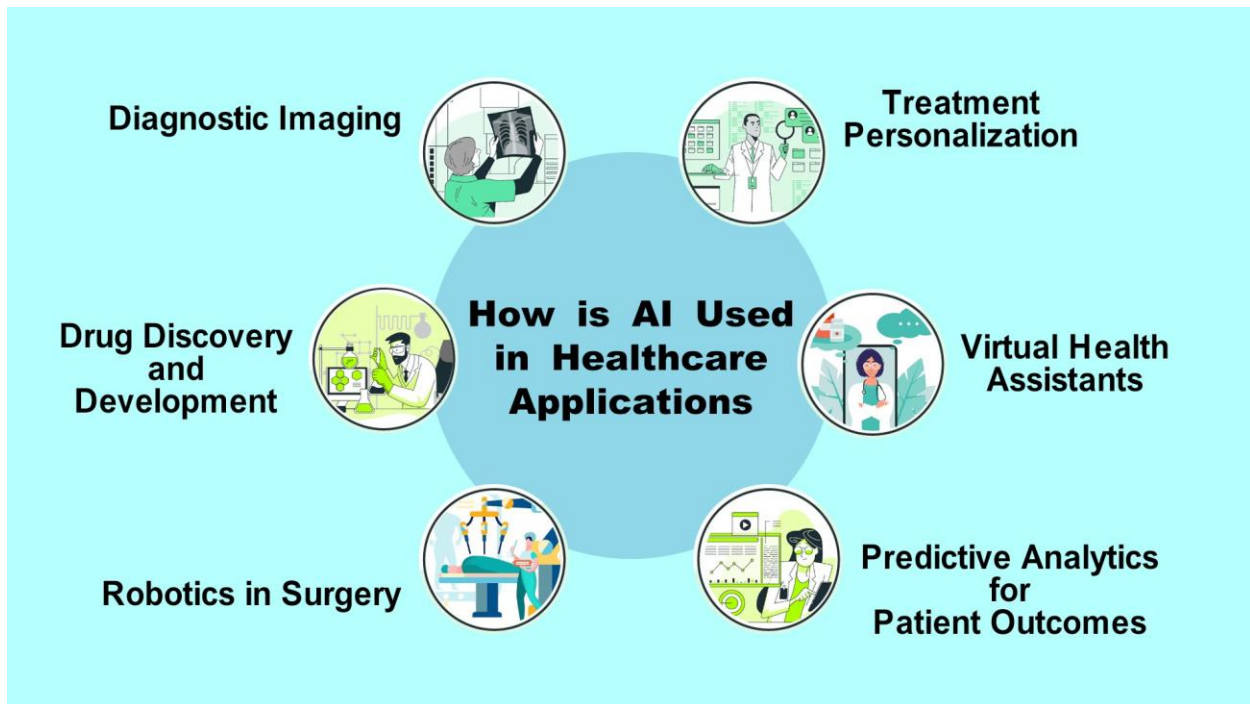 Diagnostic Imaging
Treatment
Personalization
How is AI Used
in Healthcare
Applications
Drug Discovery
and
Development
Virtual Health
Assistants
Robotics in Surgery
Predictive Analytics
for
Patient Outcomes